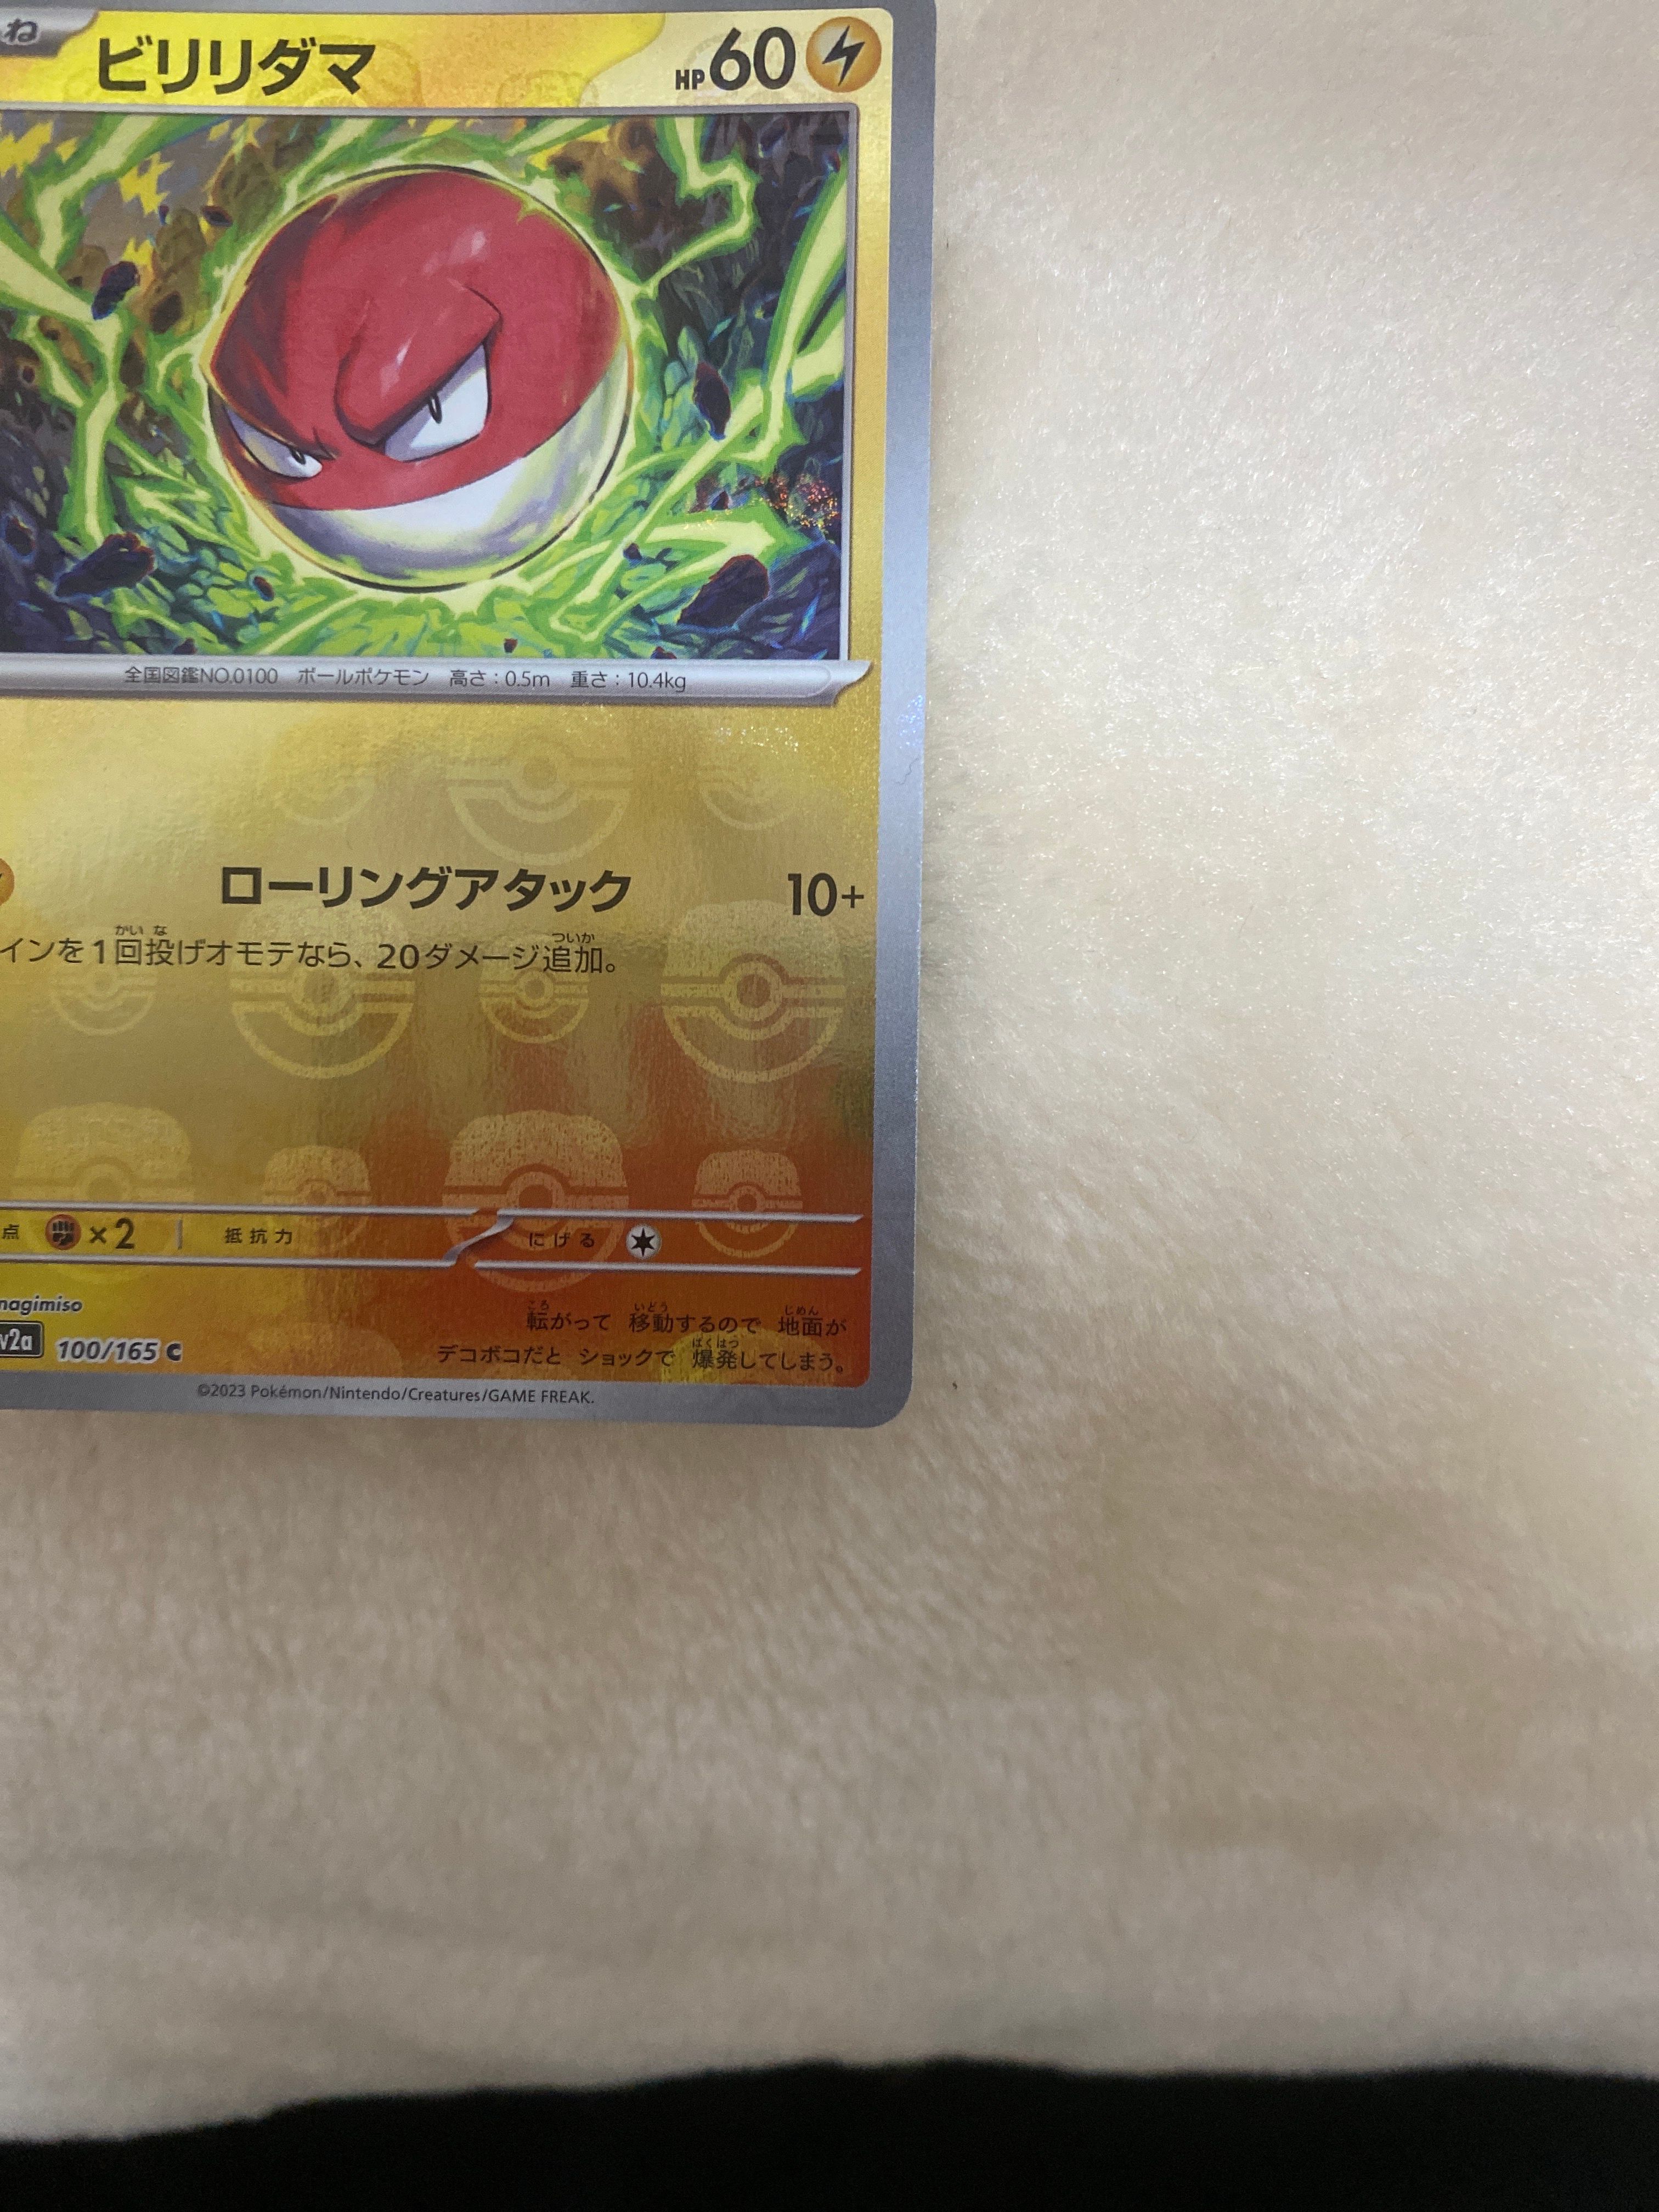 ね
ビリリダマ
HP60
全国図鑑NO.0100 ボールポケモン 高さ：0.5m 重さ：10.4kg
ローリングアタック 10+
インを1回投げオモテなら、20ダメージ追加。
点 ×2 抵抗力 にげる
nagimiso
v2a 100/165 C
転がって 移動するので 地面が
デコボコだと ショックで 爆発してしまう。
©2023 Pokémon/Nintendo/Creatures/GAME FREAK.